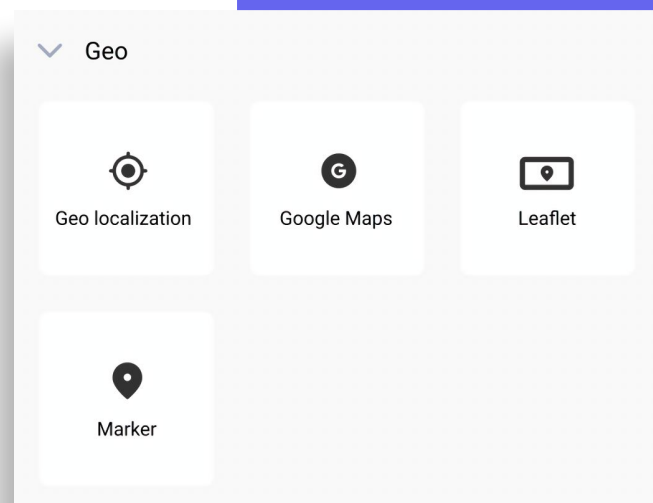 Geo
Geo localization
G
Google Maps
Leaflet
Marker